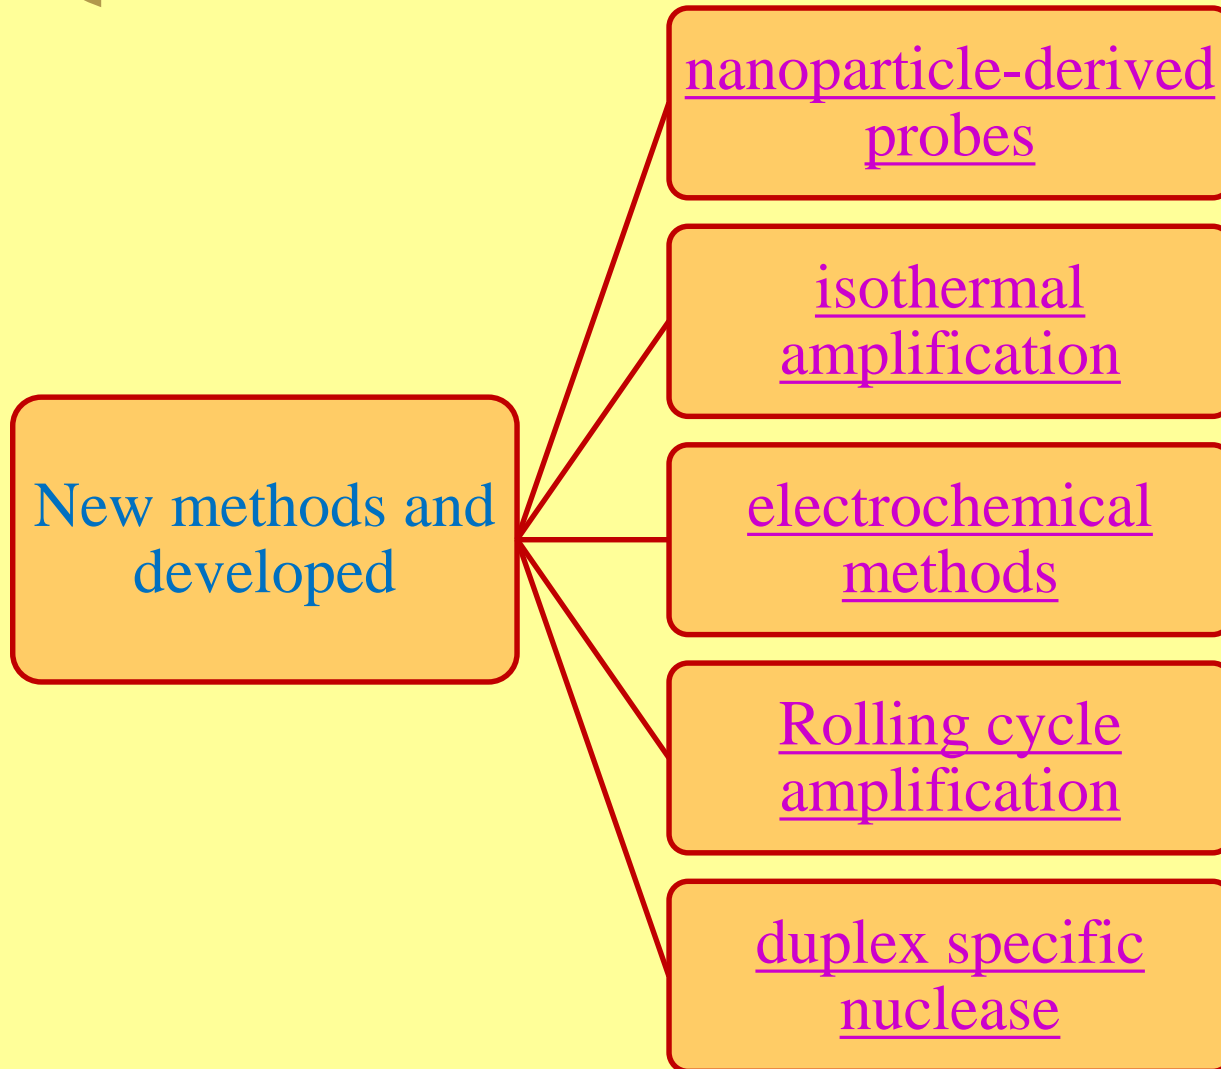 nanoparticle-derived
probes
isothermal
amplification
New methods and
developed
electrochemical
methods
Rolling cycle
amplification
duplex specific
nuclease